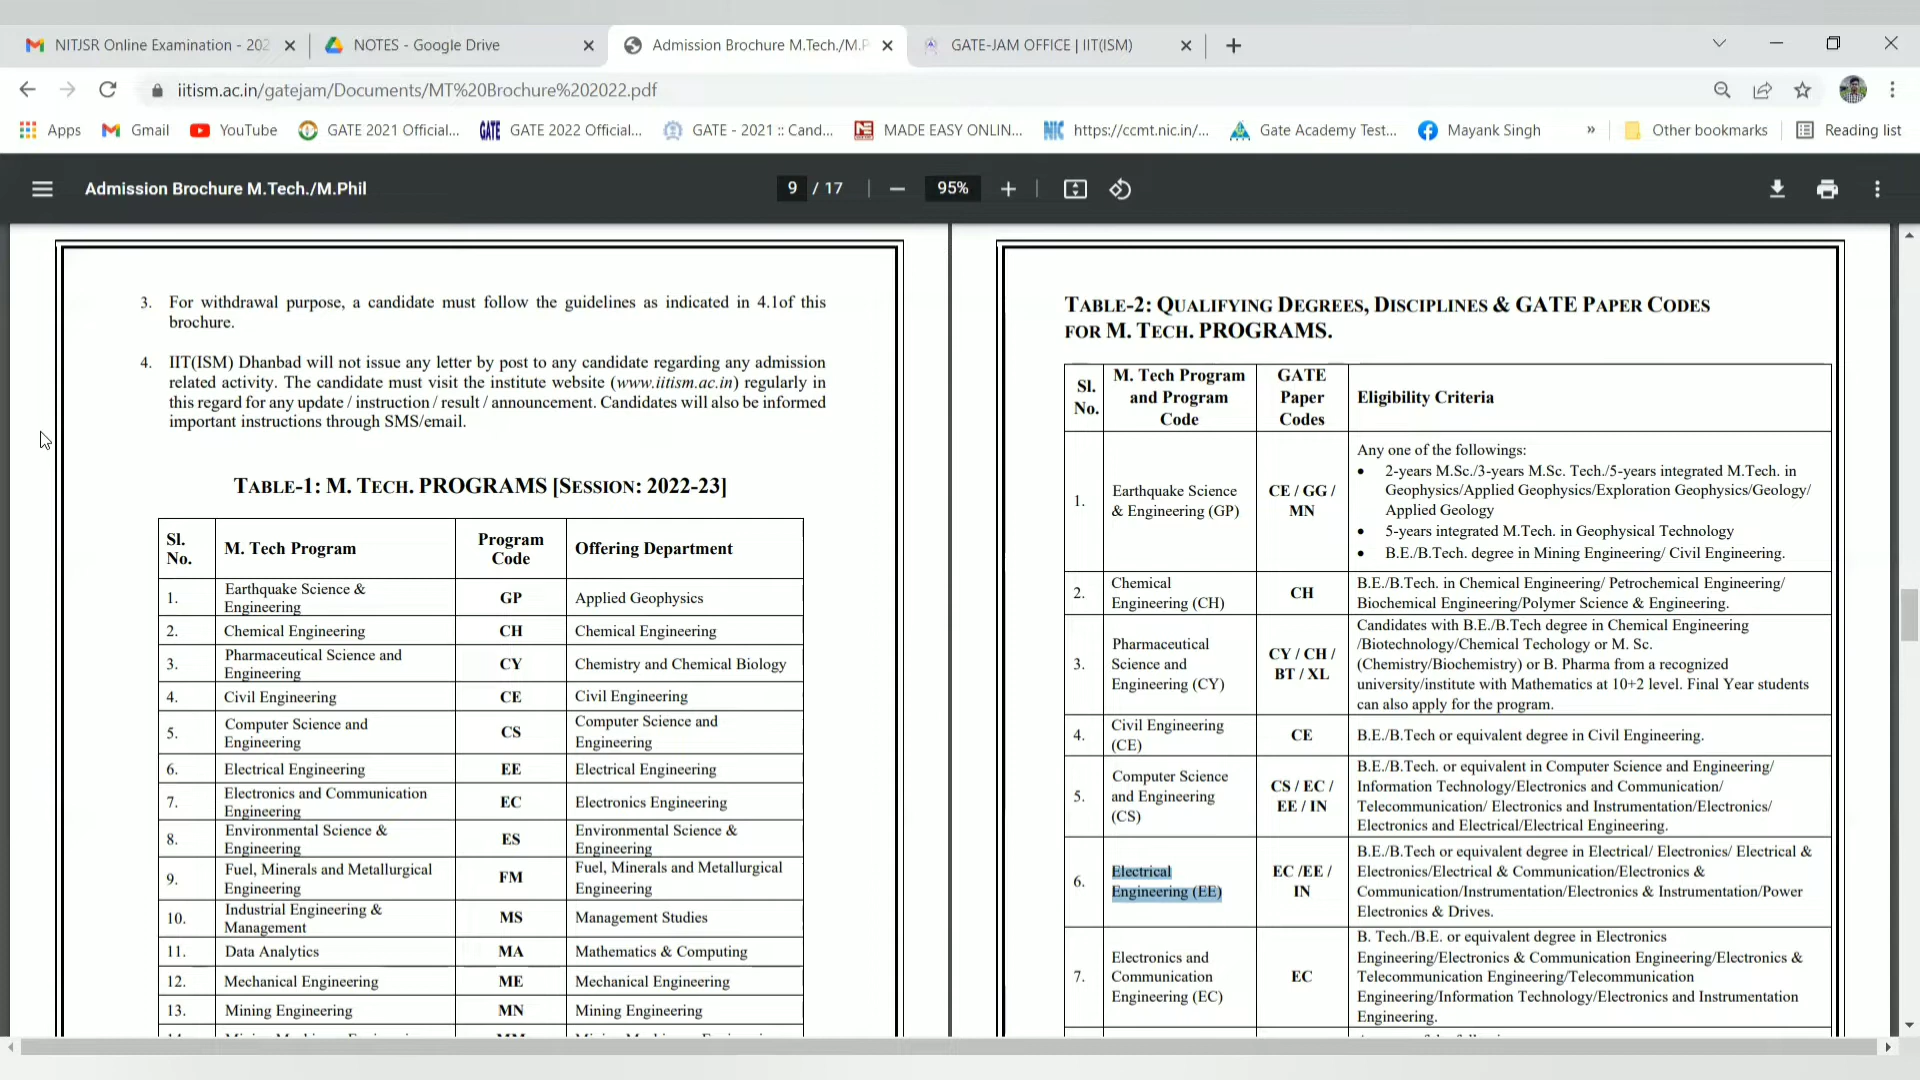 NITJSR Online Examination - 202
NOTES - Google Drive
Admission Brochure M.Tech./M.P
GATE-JAM OFFICE | IIT(ISM)
iitism.ac.in/gatejam/Documents/MT%20Brochure%202022.pdf
Apps
Gmail
YouTube
GATE 2021 Official...
GATE GATE 2022 Official...
GATE - 2021 :: Cand...
MADE EASY ONLIN...
NIC https://ccmt.nic.in/...
Gate Academy Test...
Mayank Singh
»
Other bookmarks
Reading list
Admission Brochure M.Tech./M.Phil
9 / 17
95%
3. For withdrawal purpose, a candidate must follow the guidelines as indicated in 4.1of this
brochure.
4. IIT(ISM) Dhanbad will not issue any letter by post to any candidate regarding any admission
related activity. The candidate must visit the institute website (www.iitism.ac.in) regularly in
this regard for any update / instruction / result / announcement. Candidates will also be informed
important instructions through SMS/email.
TABLE-1: M. TECH. PROGRAMS [SESSION: 2022-23]
Sl. No. M. Tech Program Program Code Offering Department
1. Earthquake Science & Engineering GP Applied Geophysics
2. Chemical Engineering CH Chemical Engineering
3. Pharmaceutical Science and Engineering CY Chemistry and Chemical Biology
4. Civil Engineering CE Civil Engineering
5. Computer Science and Engineering CS Computer Science and Engineering
6. Electrical Engineering EE Electrical Engineering
7. Electronics and Communication Engineering EC Electronics Engineering
8. Environmental Science & Engineering ES Environmental Science & Engineering
9. Fuel, Minerals and Metallurgical Engineering FM Fuel, Minerals and Metallurgical Engineering
10. Industrial Engineering & Management MS Management Studies
11. Data Analytics MA Mathematics & Computing
12. Mechanical Engineering ME Mechanical Engineering
13. Mining Engineering MN Mining Engineering
TABLE-2: QUALIFYING DEGREES, DISCIPLINES & GATE PAPER CODES
FOR M. TECH. PROGRAMS.
Sl. No. M. Tech Program and Program Code GATE Paper Codes Eligibility Criteria
1. Earthquake Science & Engineering (GP) CE / GG / MN
Any one of the followings:
• 2-years M.Sc./3-years M.Sc. Tech./5-years integrated M.Tech. in
Geophysics/Applied Geophysics/Exploration Geophysics/Geology/
Applied Geology
• 5-years integrated M.Tech. in Geophysical Technology
• B.E./B.Tech. degree in Mining Engineering/ Civil Engineering.
2. Chemical Engineering (CH) CH
B.E./B.Tech. in Chemical Engineering/ Petrochemical Engineering/
Biochemical Engineering/Polymer Science & Engineering.
3. Pharmaceutical Science and Engineering (CY) CY / CH / BT / XL
Candidates with B.E./B.Tech degree in Chemical Engineering
/Biotechnology/Chemical Techology or M. Sc.
(Chemistry/Biochemistry) or B. Pharma from a recognized
university/institute with Mathematics at 10+2 level. Final Year students
can also apply for the program.
4. Civil Engineering (CE) CE
B.E./B.Tech or equivalent degree in Civil Engineering.
5. Computer Science and Engineering (CS) CS / EC / EE / IN
B.E./B.Tech. or equivalent in Computer Science and Engineering/
Information Technology/Electronics and Communication/
Telecommunication/ Electronics and Instrumentation/Electronics/
Electronics and Electrical/Electrical Engineering.
6. Electrical Engineering (EE) EC /EE / IN
B.E./B.Tech or equivalent degree in Electrical/ Electronics/ Electrical &
Electronics/Electrical & Communication/Electronics &
Communication/Instrumentation/Electronics & Instrumentation/Power
Electronics & Drives.
7. Electronics and Communication Engineering (EC) EC
B. Tech./B.E. or equivalent degree in Electronics
Engineering/Electronics & Communication Engineering/Electronics &
Telecommunication Engineering/Telecommunication
Engineering/Information Technology/Electronics and Instrumentation
Engineering.